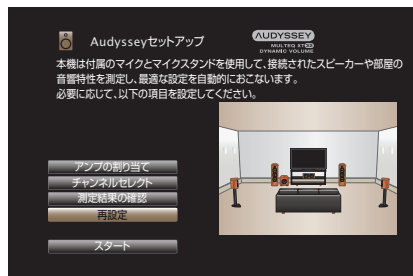 Audysseyセットアップ
AUDYSSEY
MULTEQ XT32
DYNAMIC VOLUME
本機は付属のマイクとマイクスタンドを使用して、接続されたスピーカーや部屋の
音響特性を測定し、最適な設定を自動的におこないます。
必要に応じて、以下の項目を設定してください。
アンプの割り当て
チャンネルセレクト
測定結果の確認
再設定
スタート